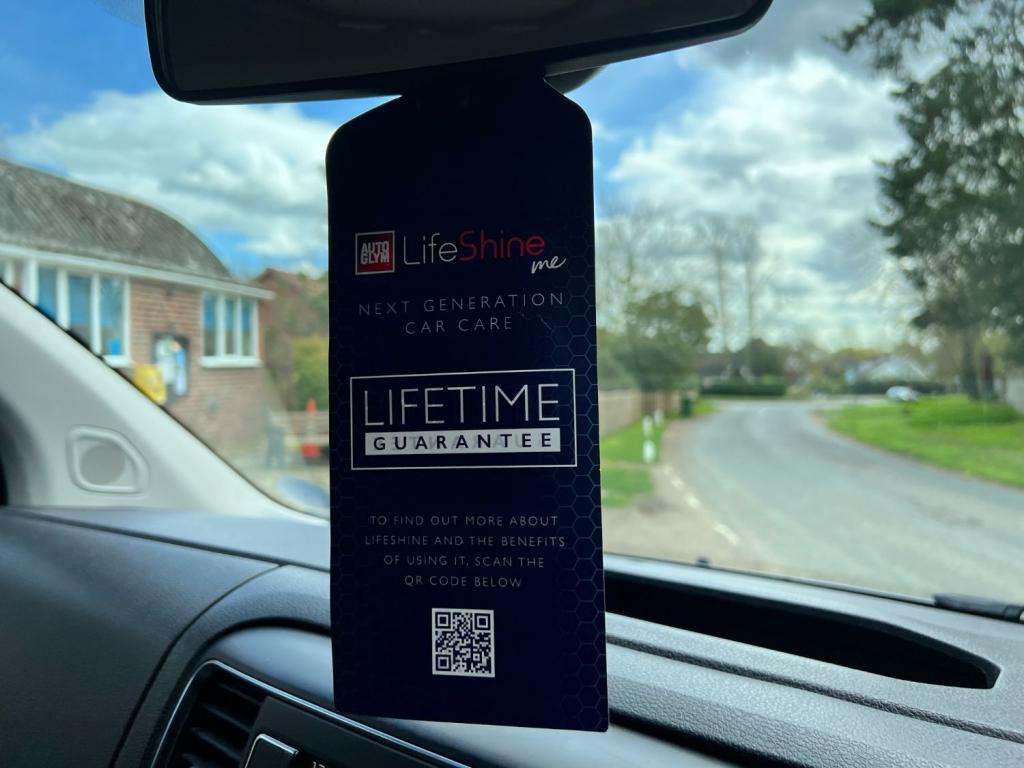 AUTO
GLYM
LifeShine
me
NEXT GENERATION
CAR CARE
LIFETIME
GUARANTEE
TO FIND OUT MORE ABOUT
LIFESHINE AND THE BENEFITS
OF USING IT, SCAN THE
QR CODE BELOW